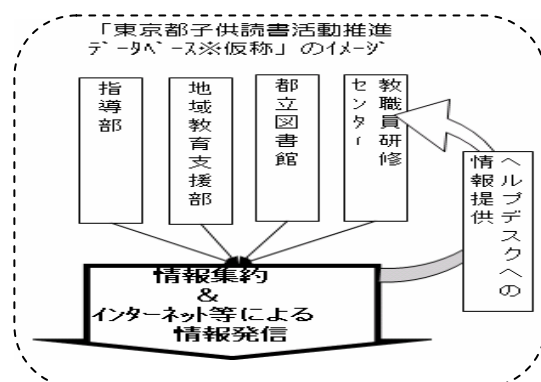 「東京都子供読書活動推進
ﾃﾞｰﾀﾍﾞｰｽ※仮称」のｲﾒｰｼﾞ
指導部
地域教育支援部
都立図書館
教職員研修
センター
ヘルプデスクへの
情報提供
情報集約
&
ｲﾝﾀｰﾈｯﾄ等による
情報発信